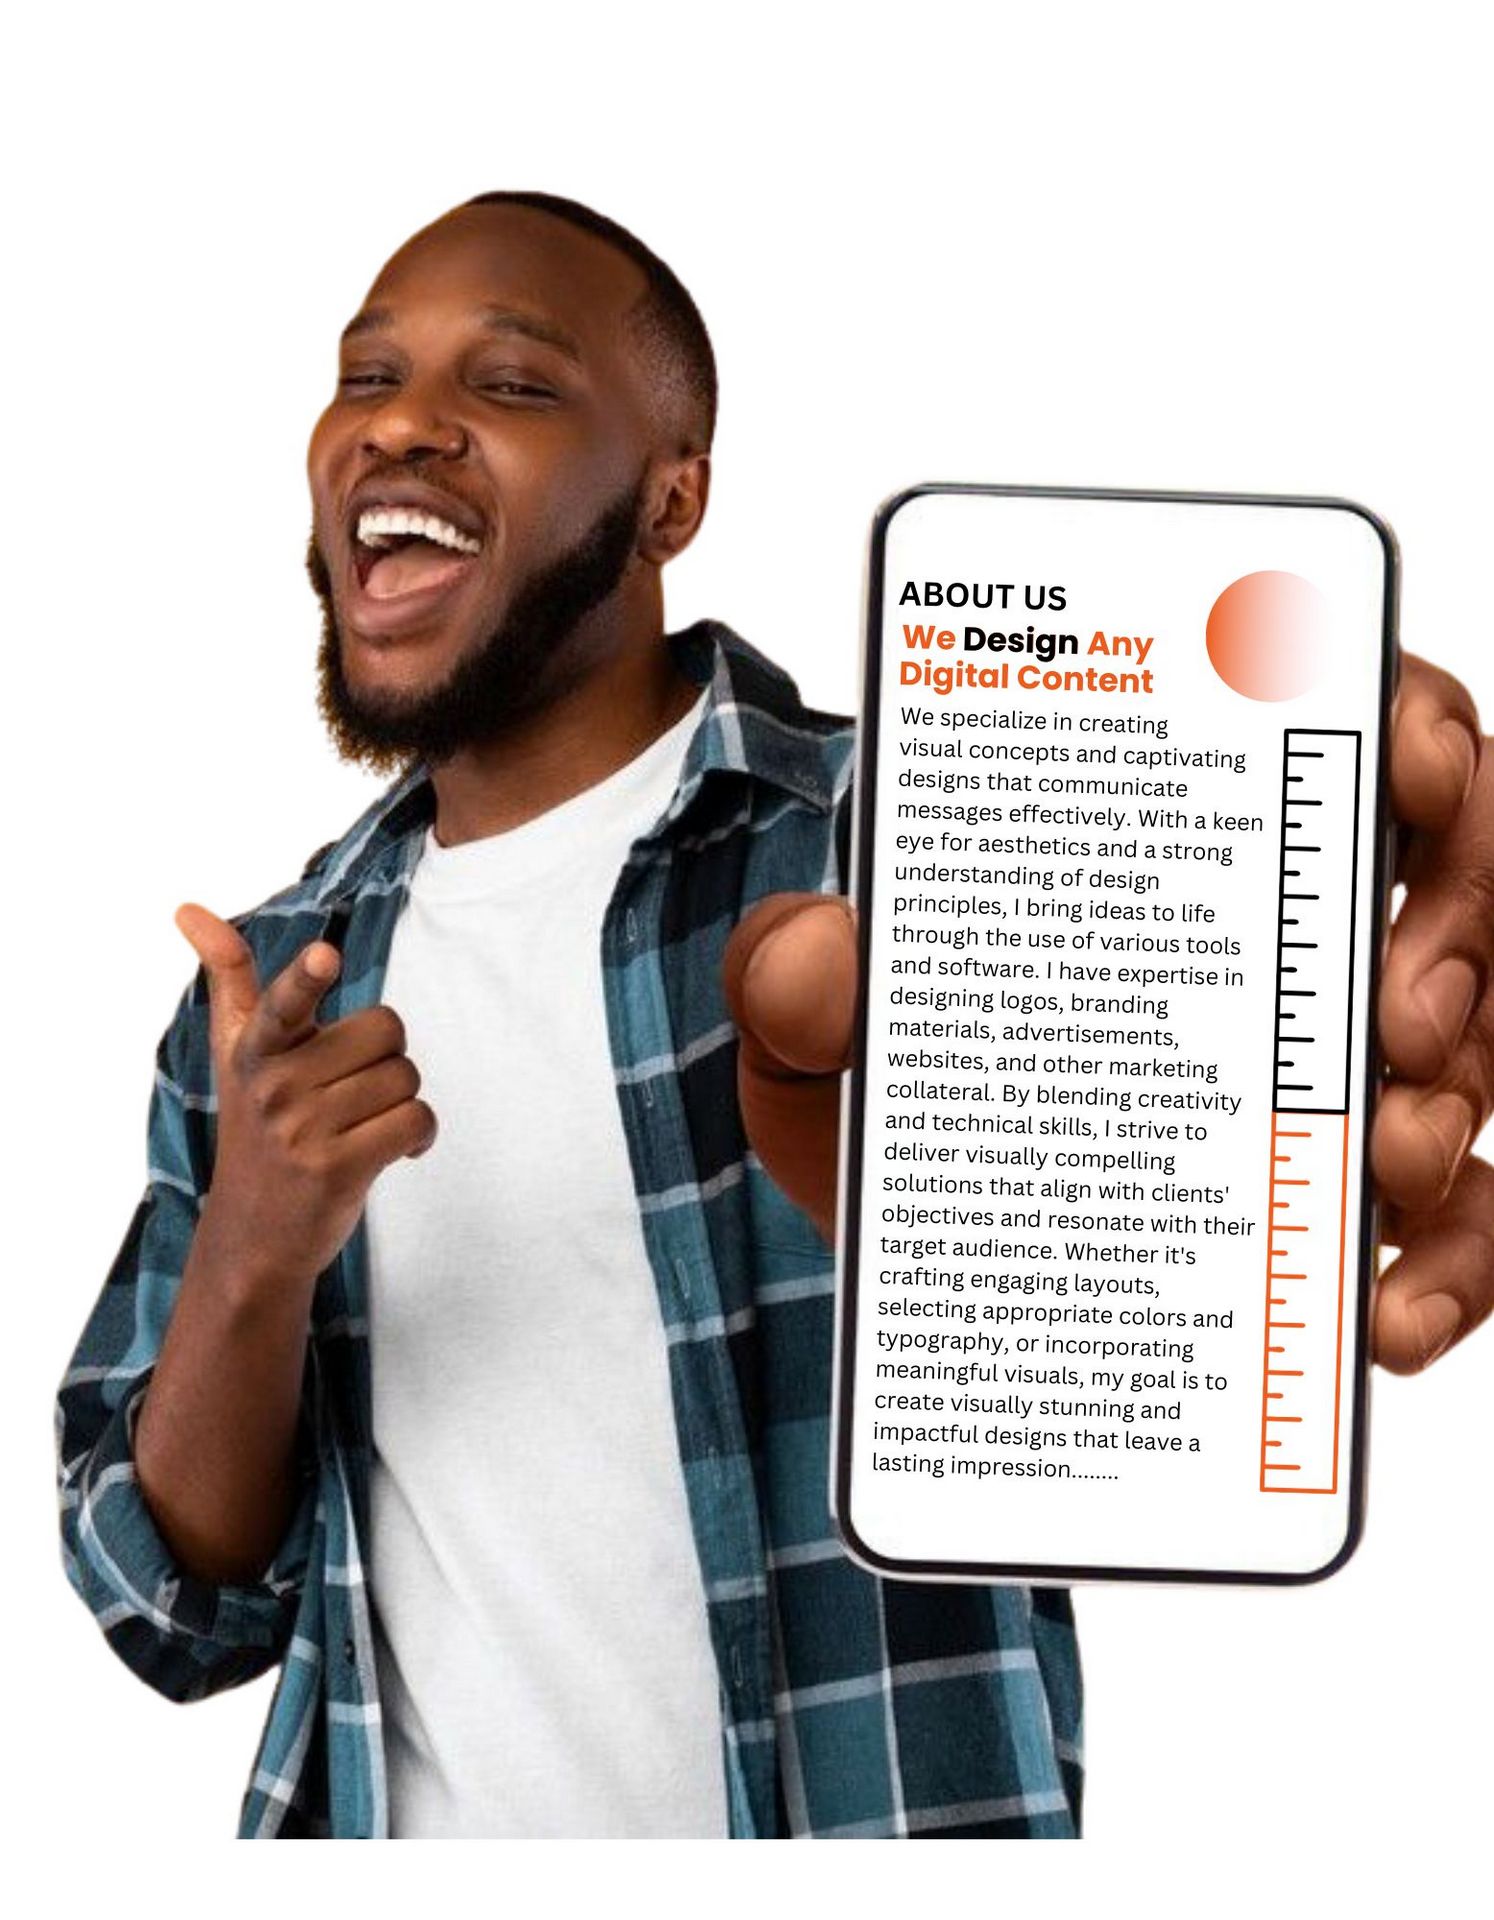 ABOUT US
We Design Any
Digital Content
We specialize in creating
visual concepts and captivating
designs that communicate
messages effectively. With a keen
eye for aesthetics and a strong
understanding of design
principles, I bring ideas to life
through the use of various tools
and software. I have expertise in
designing logos, branding
materials, advertisements,
websites, and other marketing
collateral. By blending creativity
and technical skills, I strive to
deliver visually compelling
solutions that align with clients'
objectives and resonate with their
target audience. Whether it's
crafting engaging layouts,
selecting appropriate colors and
typography, or incorporating
meaningful visuals, my goal is to
create visually stunning and
impactful designs that leave a
lasting impression........